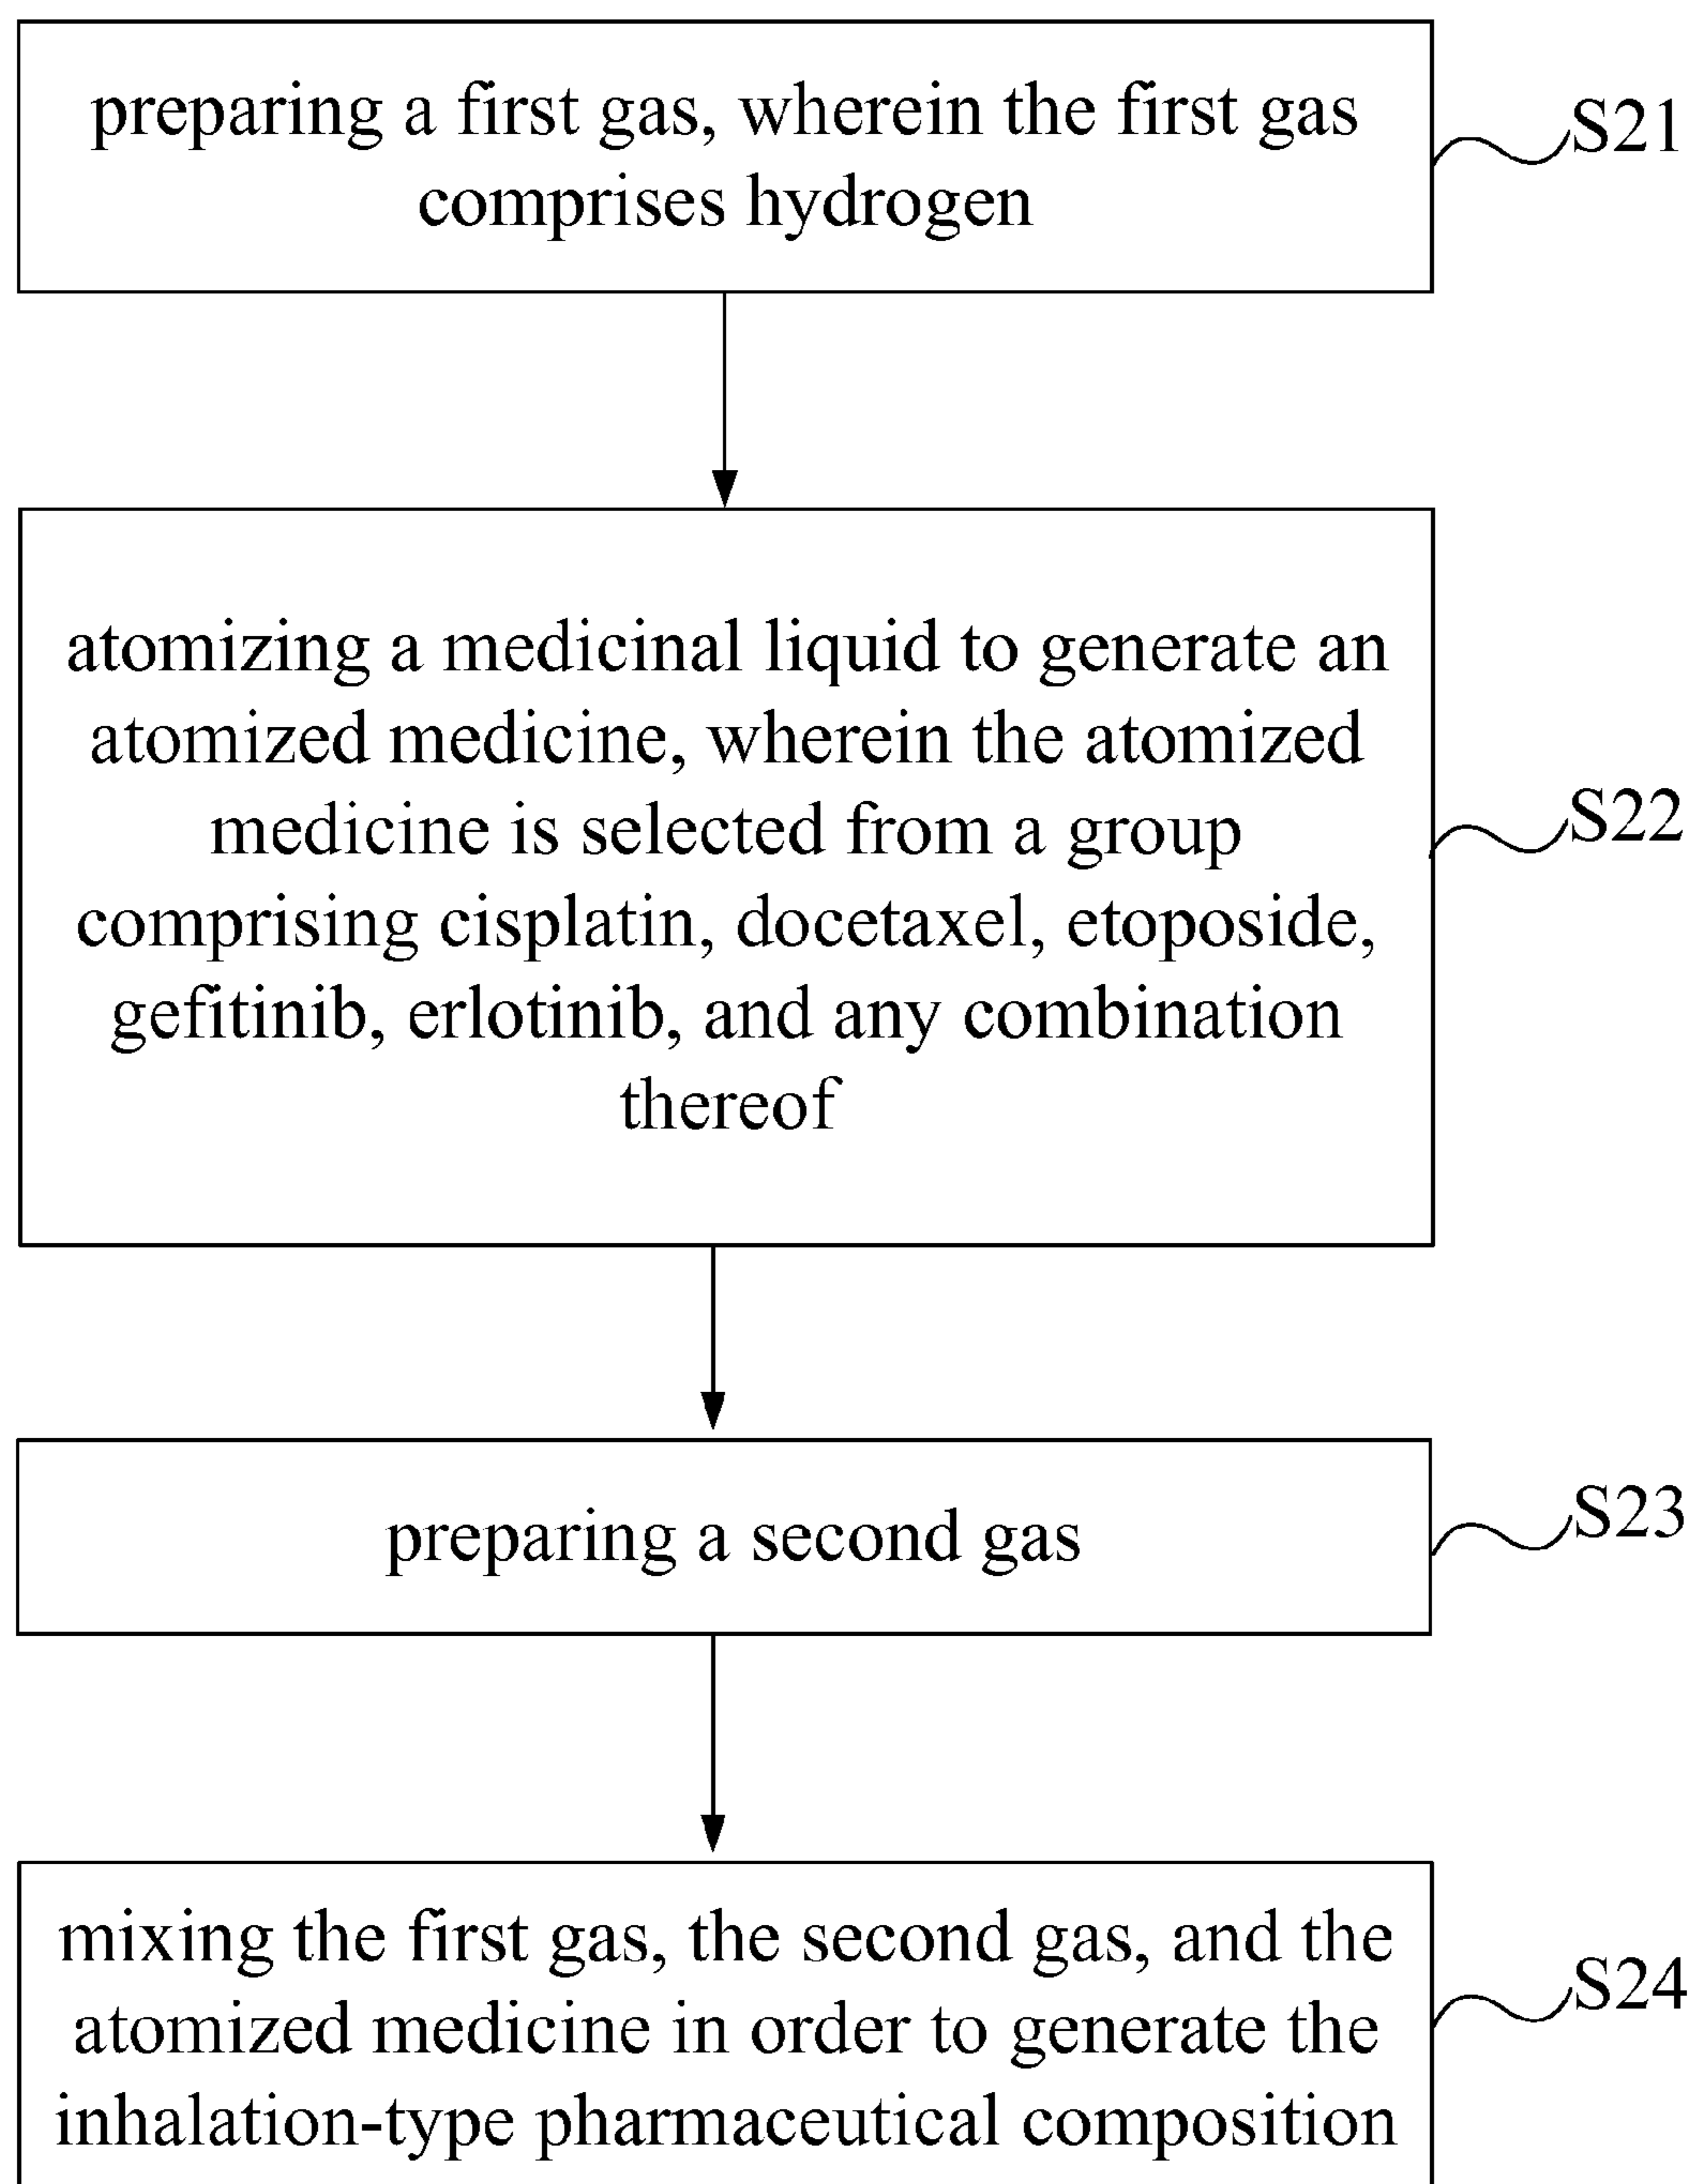 preparing a first gas, wherein the first gas
comprises hydrogen
S21
atomizing a medicinal liquid to generate an
atomized medicine, wherein the atomized
medicine is selected from a group
comprising cisplatin, docetaxel, etoposide,
gefitinib, erlotinib, and any combination
thereof
S22
preparing a second gas
S23
mixing the first gas, the second gas, and the
atomized medicine in order to generate the
inhalation-type pharmaceutical composition
S24